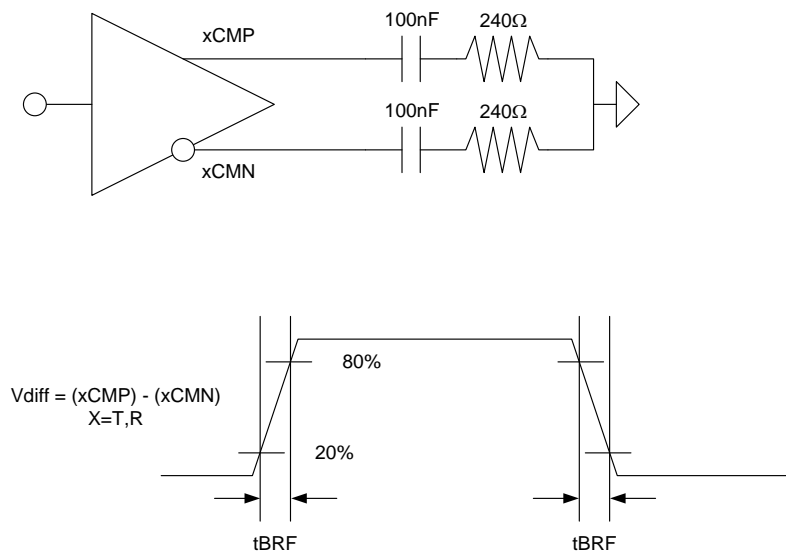 xCMP
100nF
240Ω
100nF
240Ω
xCMN
80%
Vdiff = (xCMP) - (xCMN)
X=T,R
20%
tBRF
tBRF